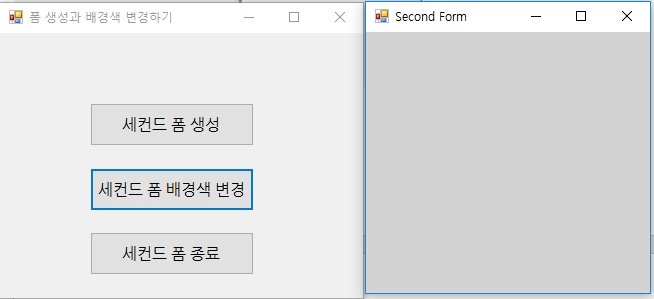 폼 생성과 배경색 변경하기
Second Form
세컨드 폼 생성
세컨드 폼 배경색 변경
세컨드 폼 종료